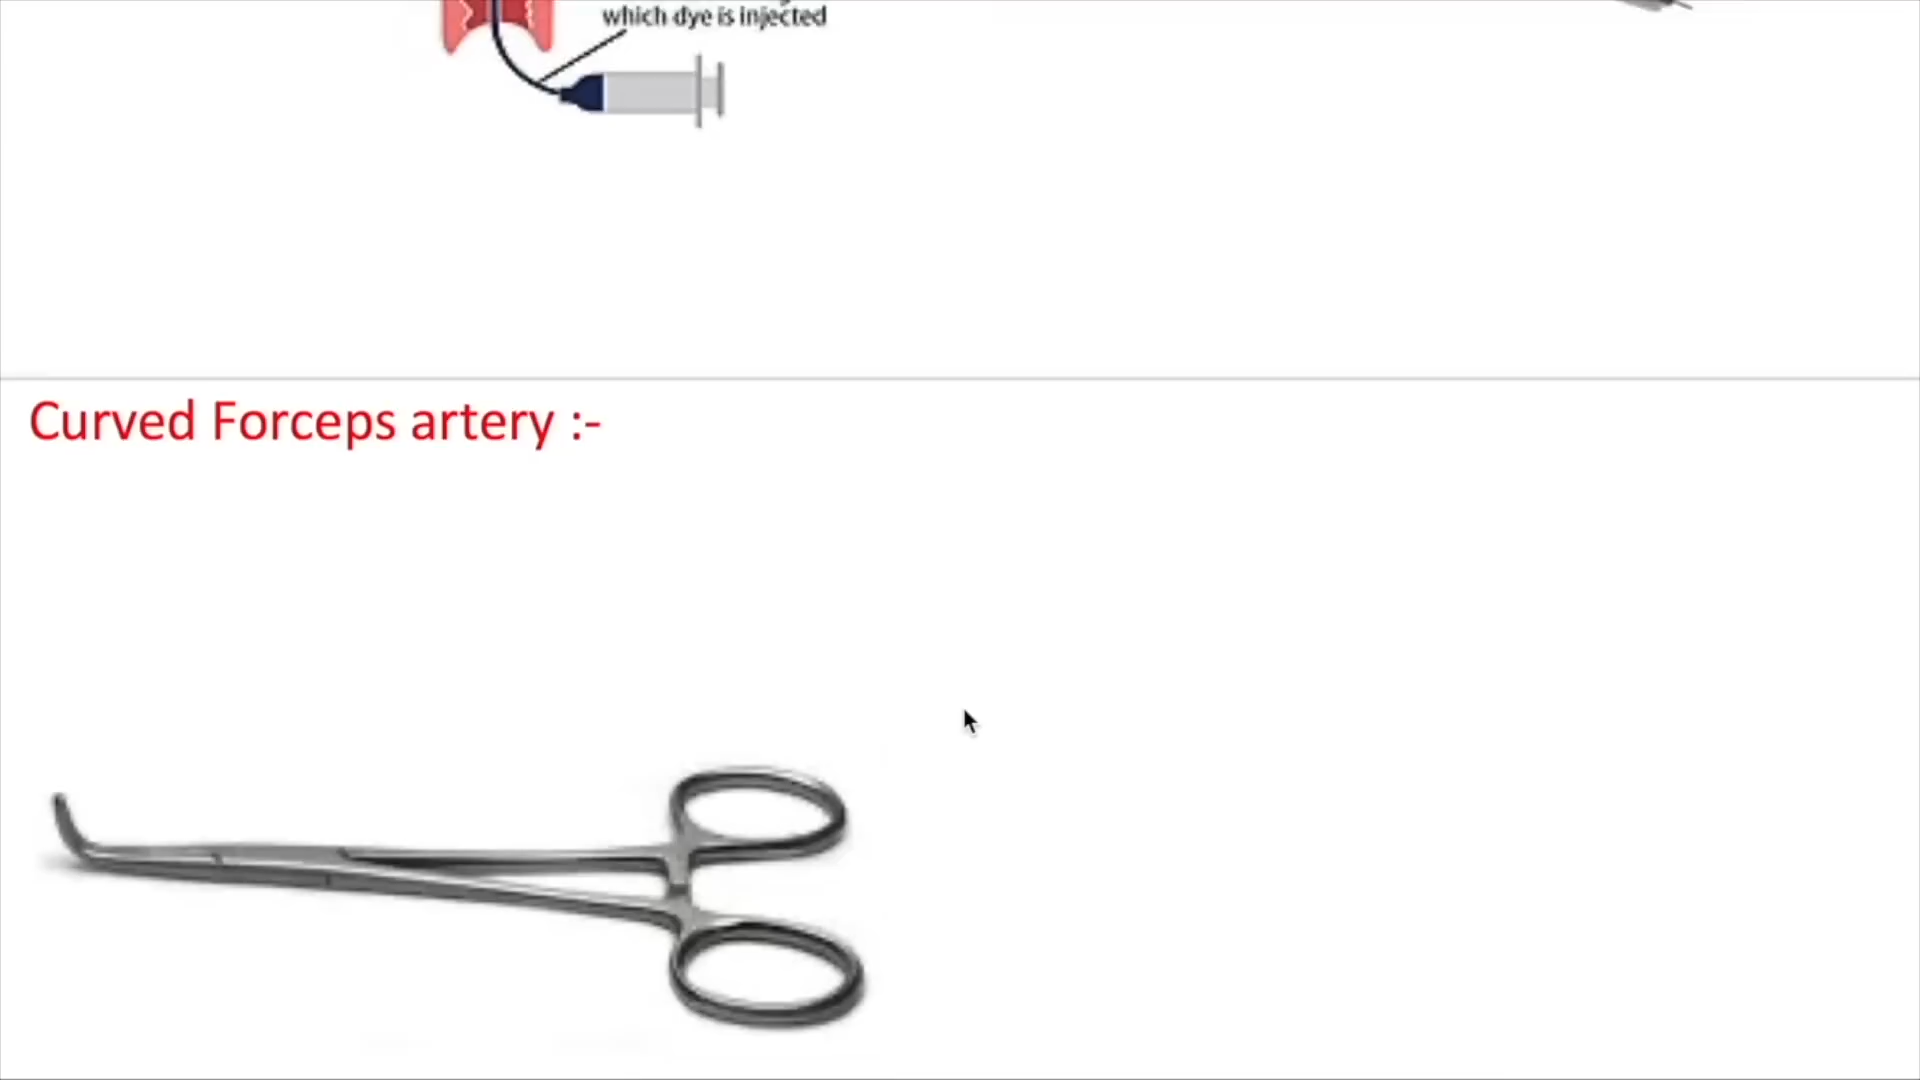 which dye is injected
Curved Forceps artery :-